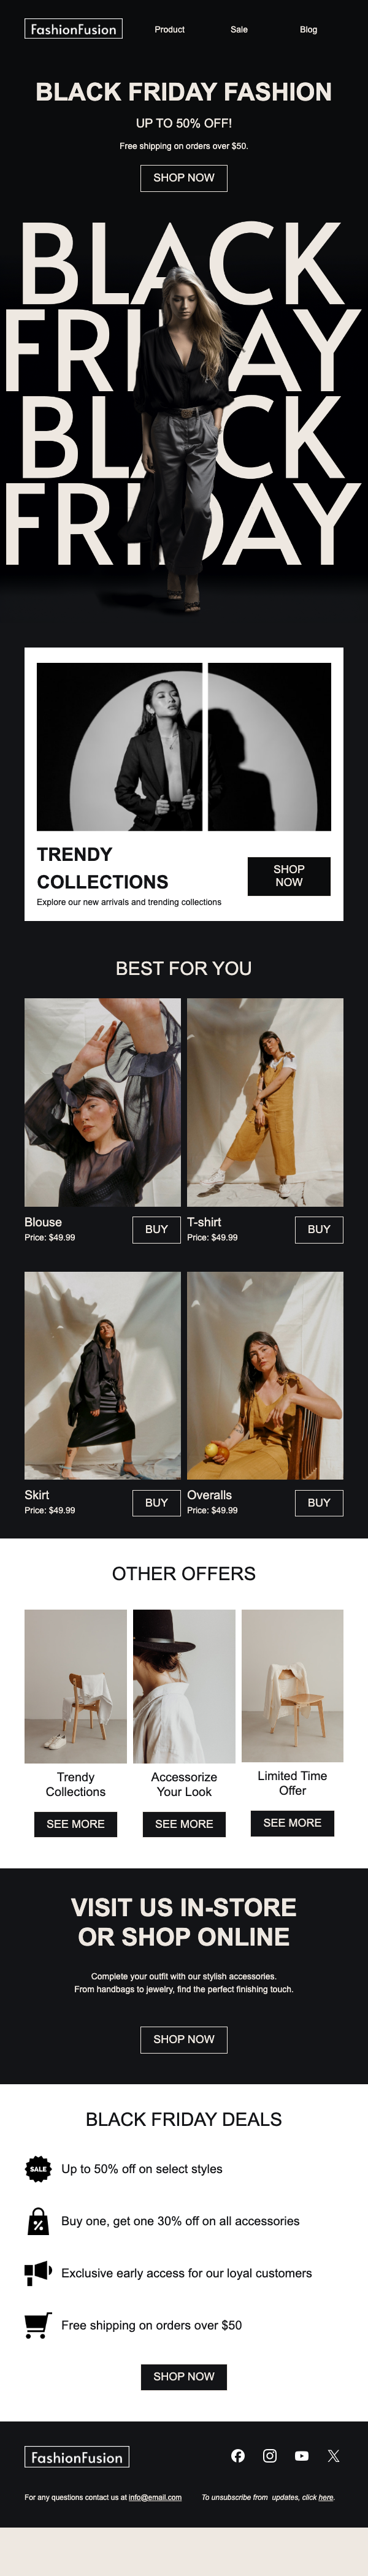 FashionFusion
Product
Sale
Blog
BLACK FRIDAY FASHION
UP TO 50% OFF!
Free shipping on orders over $50.
SHOP NOW
BLACK
FRIDAY
BLACK
FRIDAY
TRENDY
COLLECTIONS
Explore our new arrivals and trending collections
SHOP
NOW
BEST FOR YOU
Blouse
Price: $49.99
BUY
T-shirt
Price: $49.99
BUY
Skirt
Price: $49.99
BUY
Overalls
Price: $49.99
BUY
OTHER OFFERS
Trendy
Collections
SEE MORE
Accessorize
Your Look
SEE MORE
Limited Time
Offer
SEE MORE
VISIT US IN-STORE
OR SHOP ONLINE
Complete your outfit with our stylish accessories.
From handbags to jewelry, find the perfect finishing touch.
SHOP NOW
BLACK FRIDAY DEALS
SALE
Up to 50% off on select styles
%
Buy one, get one 30% off on all accessories
Exclusive early access for our loyal customers
Free shipping on orders over $50
SHOP NOW
FashionFusion
For any questions contact us at info@email.com
To unsubscribe from updates, click here.